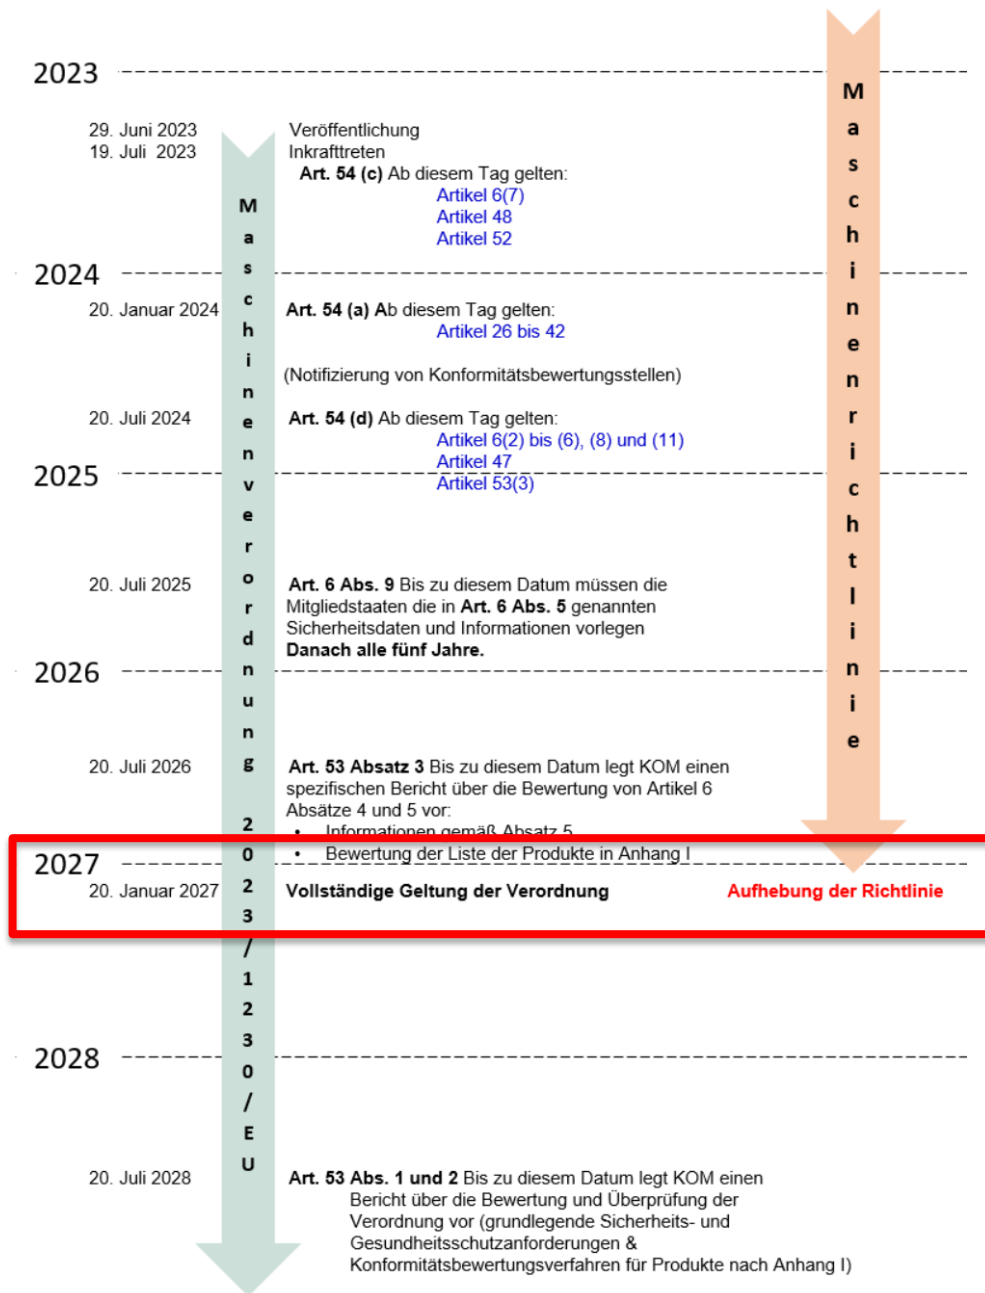 2023
29. Juni 2023 Veröffentlichung
19. Juli 2023 Inkrafttreten
Art. 54 (c) Ab diesem Tag gelten:
Artikel 6(7)
Artikel 48
Artikel 52
2024
20. Januar 2024 Art. 54 (a) Ab diesem Tag gelten:
Artikel 26 bis 42
(Notifizierung von Konformitätsbewertungsstellen)
20. Juli 2024 Art. 54 (d) Ab diesem Tag gelten:
Artikel 6(2) bis (6), (8) und (11)
Artikel 47
2025
Artikel 53(3)
20. Juli 2025 Art. 6 Abs. 9 Bis zu diesem Datum müssen die
Mitgliedstaaten die in Art. 6 Abs. 5 genannten
Sicherheitsdaten und Informationen vorlegen
Danach alle fünf Jahre.
2026
20. Juli 2026 Art. 53 Absatz 3 Bis zu diesem Datum legt KOM einen
spezifischen Bericht über die Bewertung von Artikel 6
Absätze 4 und 5 vor:
• Informationen gemäß Absatz 5
• Bewertung der Liste der Produkte in Anhang I
2027
20. Januar 2027 Vollständige Geltung der Verordnung Aufhebung der Richtlinie
2028
20. Juli 2028 Art. 53 Abs. 1 und 2 Bis zu diesem Datum legt KOM einen
Bericht über die Bewertung und Überprüfung der
Verordnung vor (grundlegende Sicherheits- und
Gesundheitsschutzanforderungen &
Konformitätsbewertungsverfahren für Produkte nach Anhang I)
Maschinenverordnung 2023/1230/EU
Maschinenrichtlinie